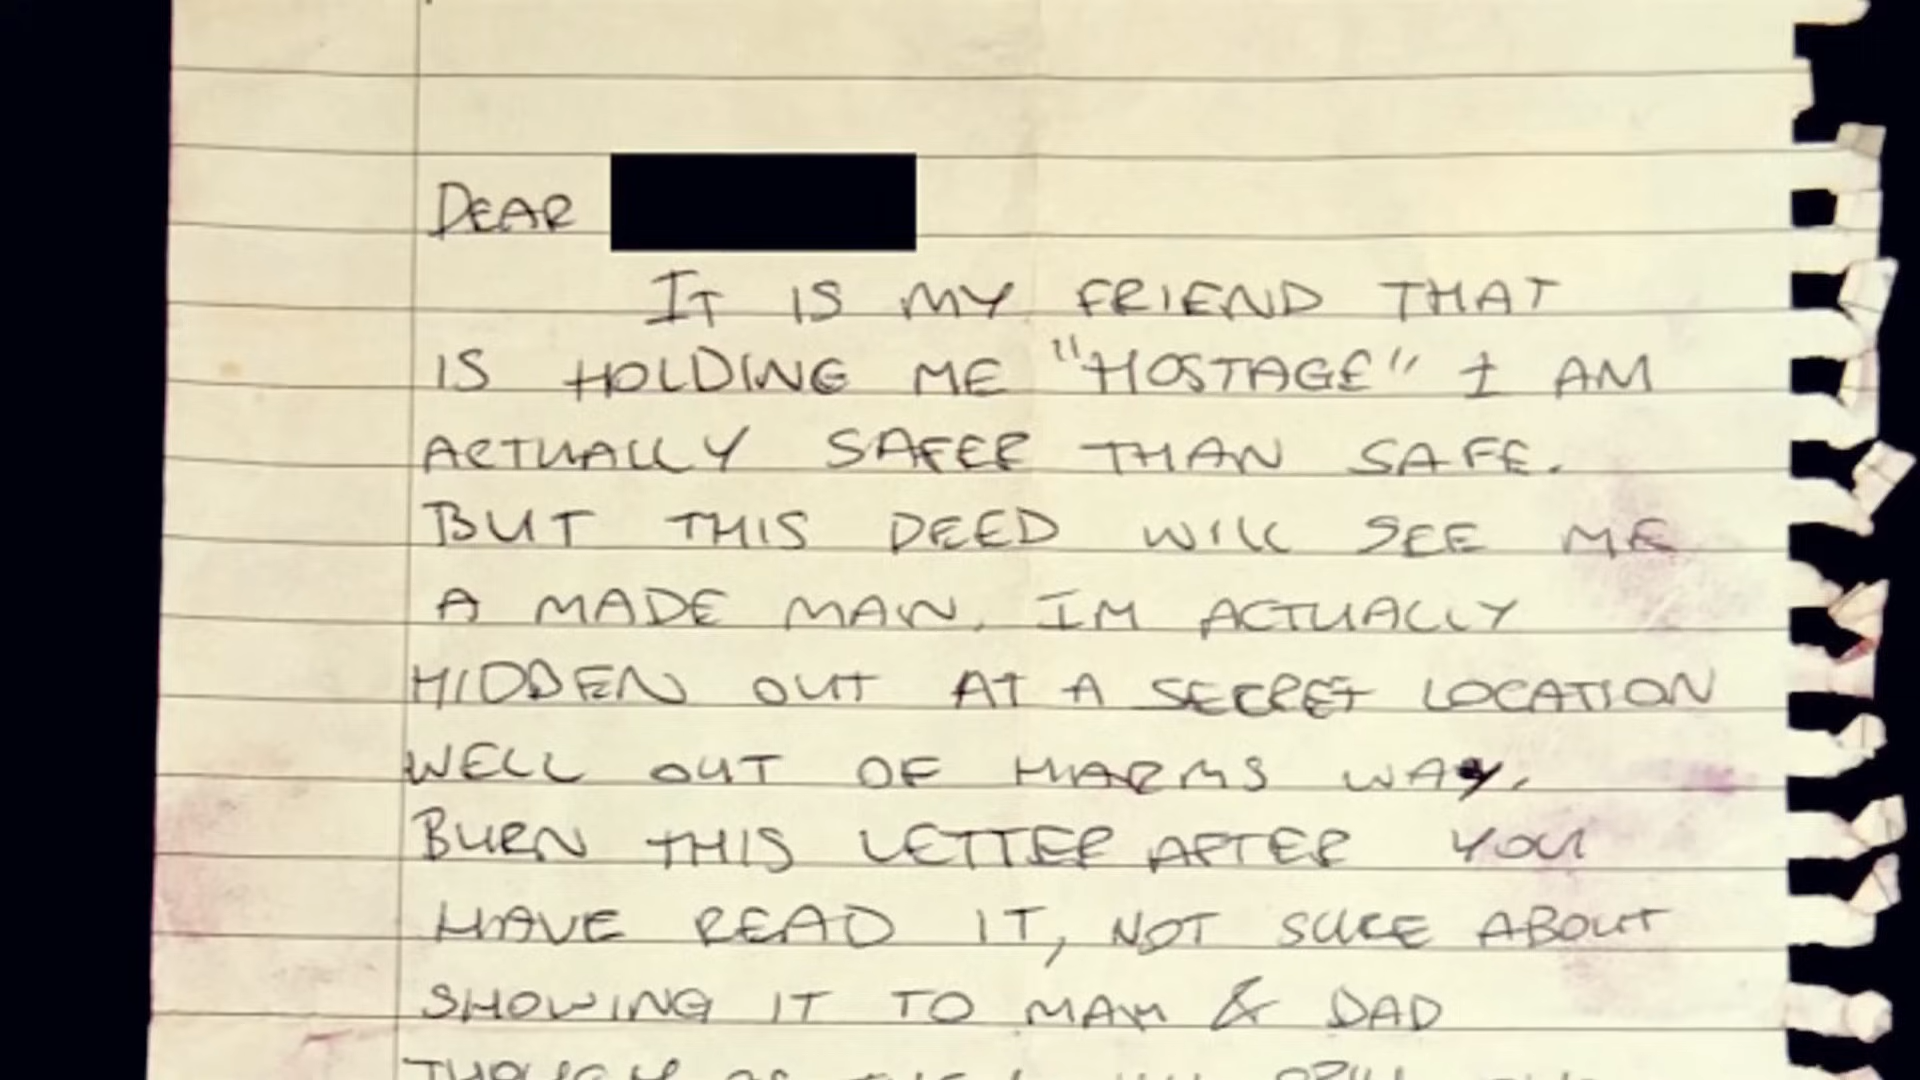 DEAR
IT IS MY FRIEND THAT
IS HOLDING ME "HOSTAGE" I AM
ACTUALLY SAFER THAN SAFE.
BUT THIS DEED WILL SEE ME
A MADE MAN. IM ACTUALLY
HIDDEN OUT AT A SECRET LOCATION
WELL OUT OF HARMS WAY.
BURN THIS LETTER AFTER YOU
HAVE READ IT, NOT SURE ABOUT
SHOWING IT TO MAM & DAD
THOUGH AS